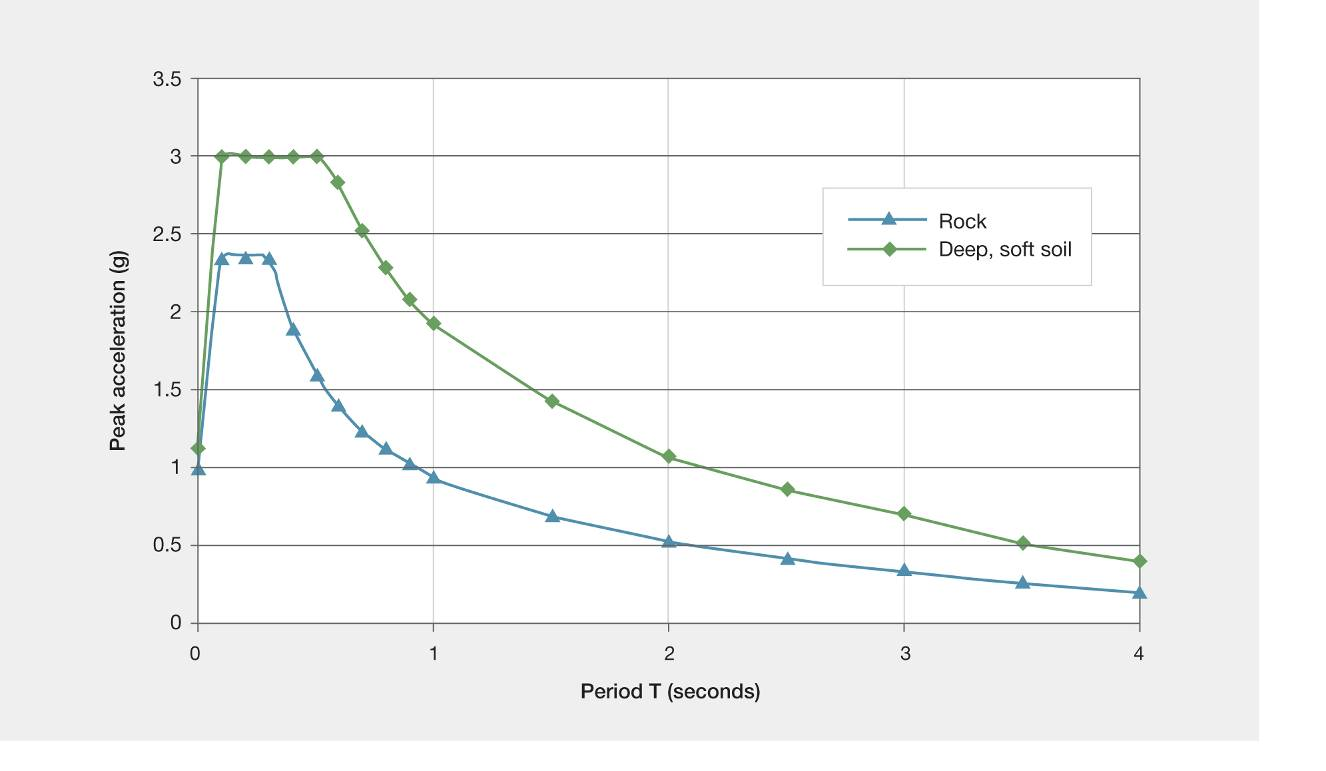 3.5
3
2.5
2
1.5
1
0.5
0
Peak acceleration (g)
Rock
Deep, soft soil
0 1 2 3 4
Period T (seconds)